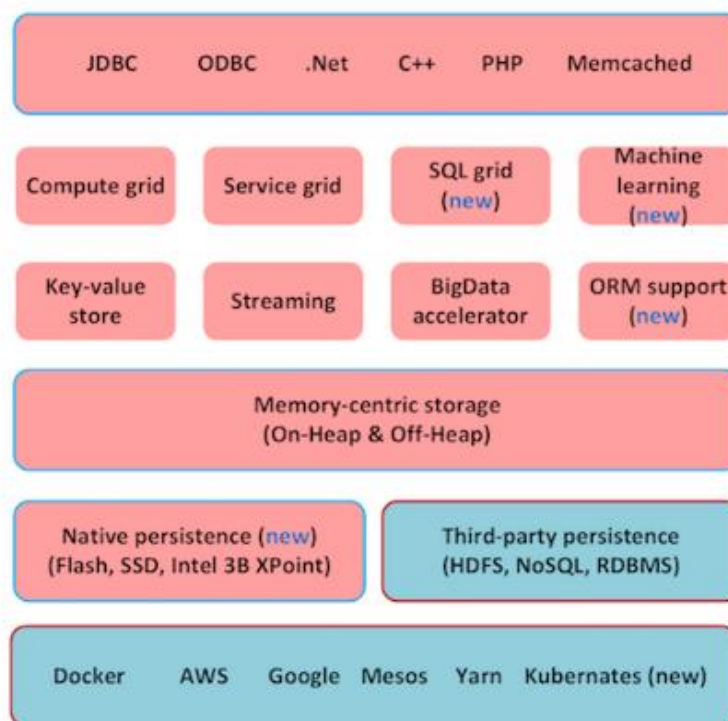 JDBC ODBC .Net C++ PHP Memcached
Compute grid
Service grid
SQL grid
(new)
Machine
learning
(new)
Key-value
store
Streaming
BigData
accelerator
ORM support
(new)
Memory-centric storage
(On-Heap & Off-Heap)
Native persistence (new)
(Flash, SSD, Intel 3B XPoint)
Third-party persistence
(HDFS, NoSQL, RDBMS)
Docker AWS Google Mesos Yarn Kubernates (new)